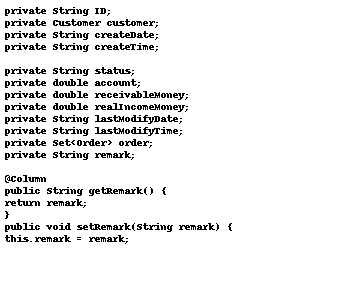 private String ID;
private Customer customer;
private String createDate;
private String createTime;

private String status;
private double account;
private double receivableMoney;
private double realIncomeMoney;
private String lastModifyDate;
private String lastModifyTime;
private Set<Order> order;
private String remark;

@Column
public String getRemark() {
return remark;
}
public void setRemark(String remark) {
this.remark = remark;